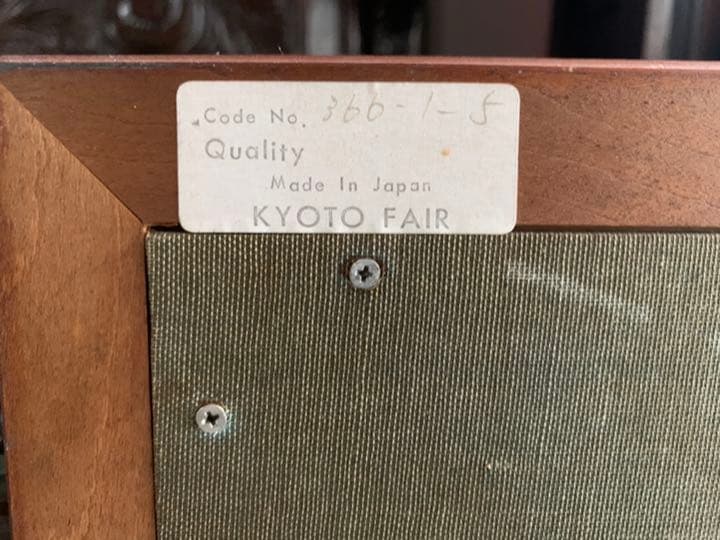 Code No. 366-1-5
Quality
Made In Japan
KYOTO FAIR